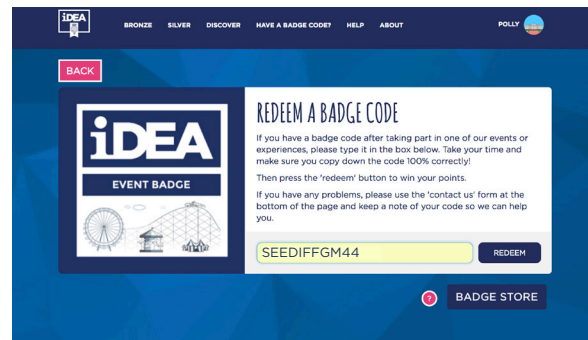 iDEA
BRONZE SILVER DISCOVER HAVE A BADGE CODE? HELP ABOUT POLLY
BACK
iDEA
EVENT BADGE
REDEEM A BADGE CODE
If you have a badge code after taking part in one of our events or
experiences, please type it in the box below. Take your time and
make sure you copy down the code 100% correctly!
Then press the 'redeem' button to win your points.
If you have any problems, please use the 'contact us' form at the
bottom of the page and keep a note of your code so we can help
you.
SEEDIFFGM44
REDEEM
? BADGE STORE